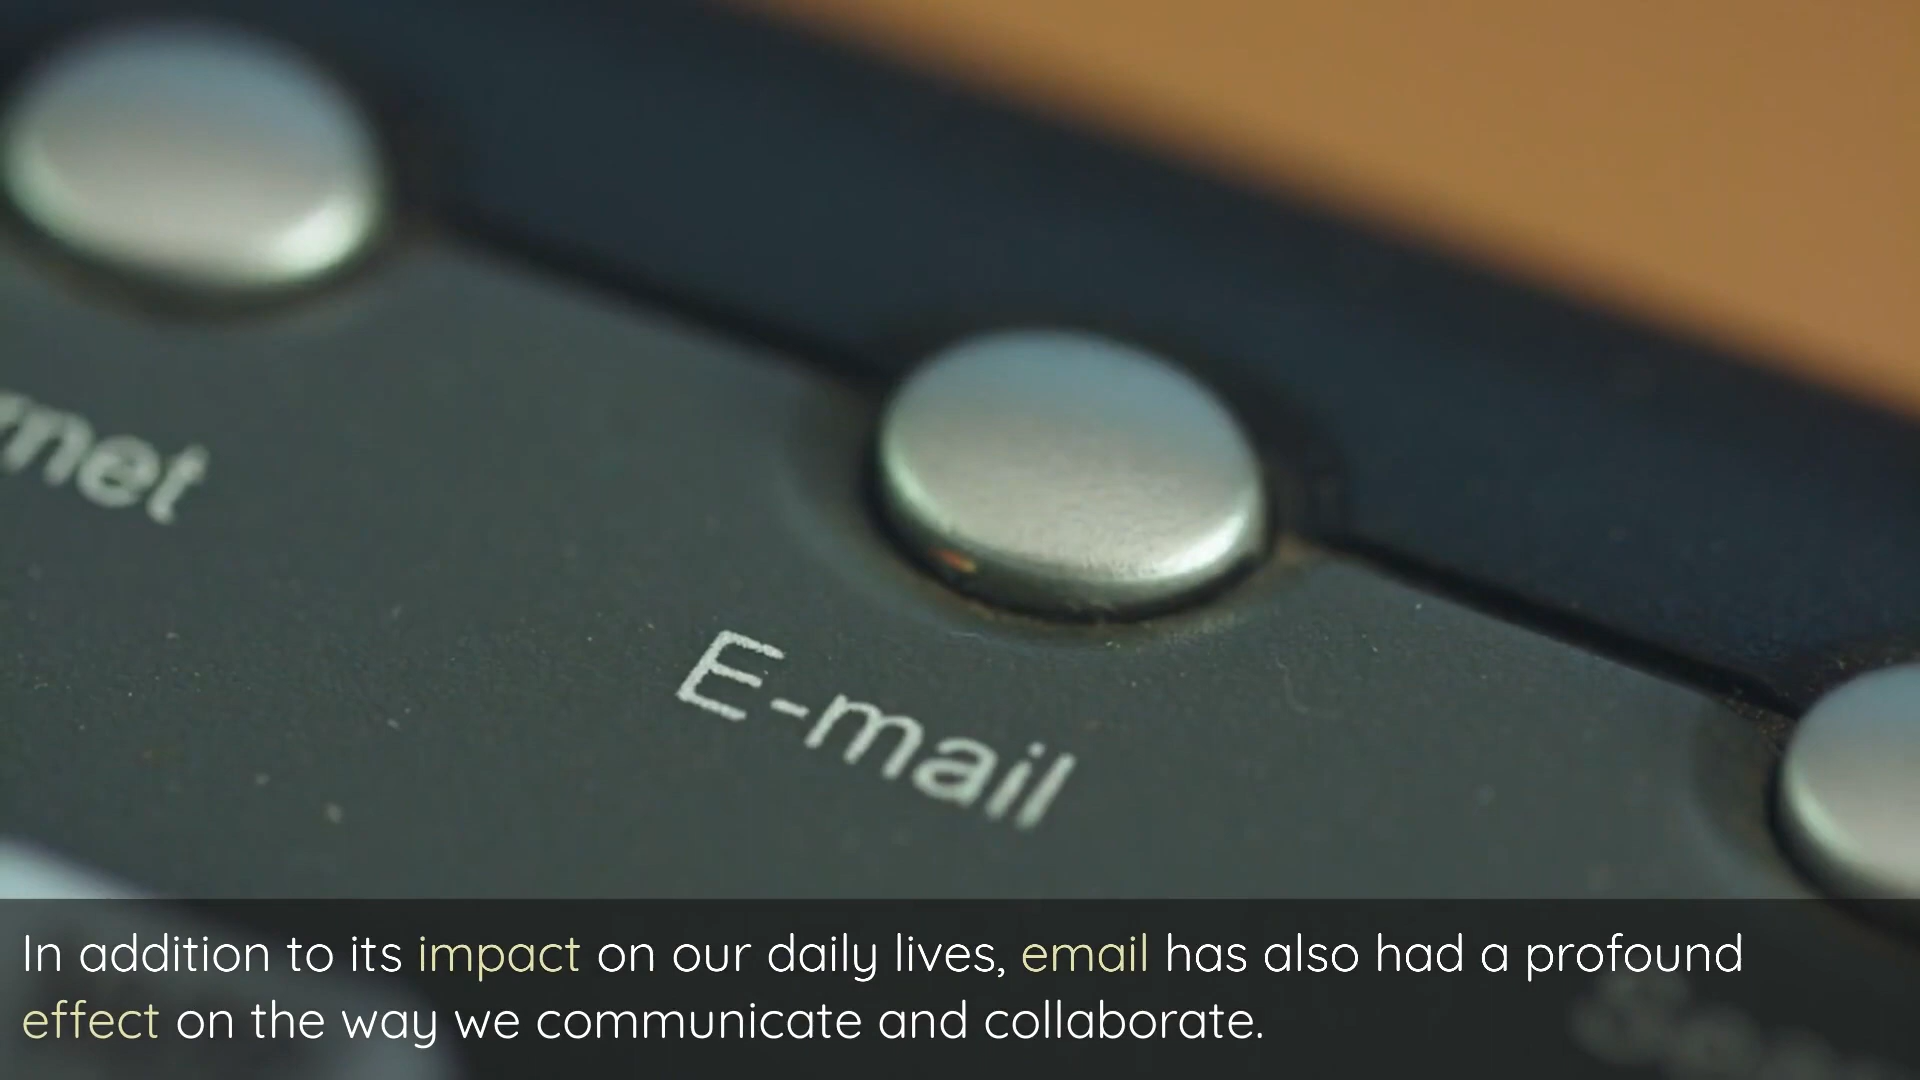 E-mail
In addition to its impact on our daily lives, email has also had a profound
effect on the way we communicate and collaborate.